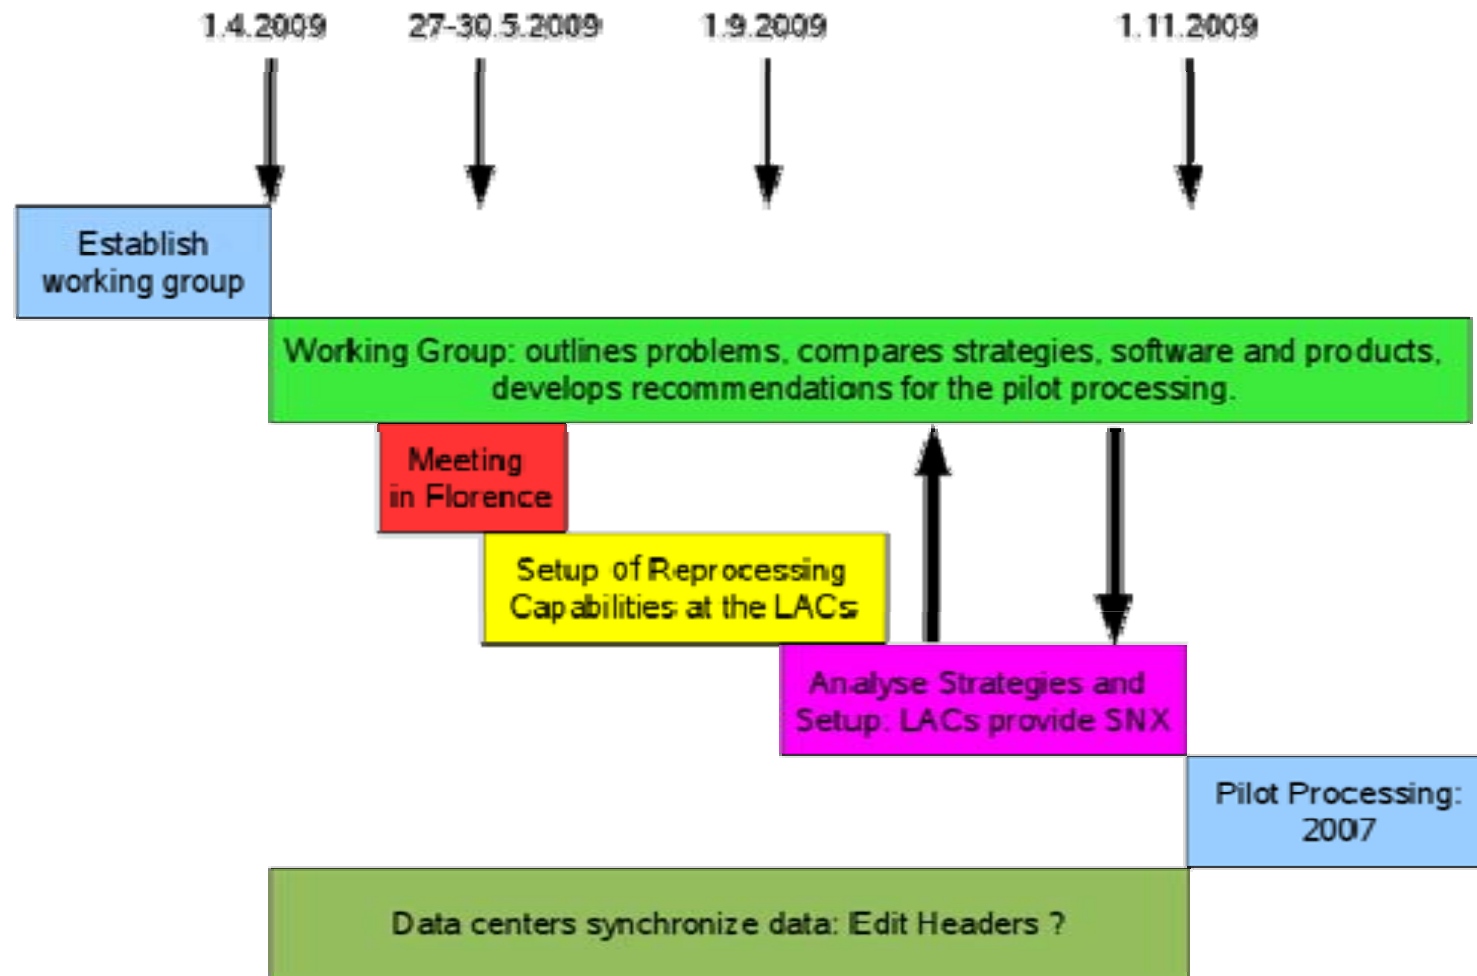 1.4.2009 27-30.5.2009 1.9.2009 1.11.2009
Establish
working group
Working Group: outlines problems, compares strategies, software and products,
develops recommendations for the pilot processing.
Meeting
in Florence
Setup of Reprocessing
Capabilities at the LACs
Analyse Strategies and
Setup: LACs provide SNX
Pilot Processing:
2007
Data centers synchronize data: Edit Headers ?